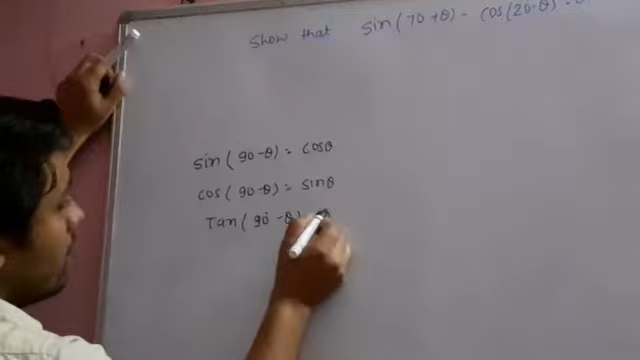 Show that sin(70+θ) - cos(20-θ) =
sin(90-θ) = cosθ
cos(90-θ) = sinθ
Tan(90-θ)